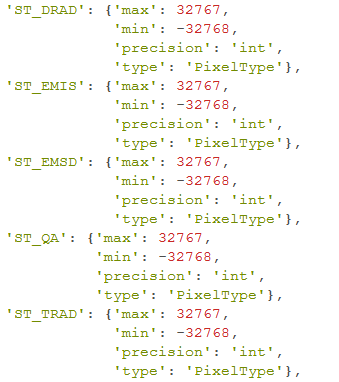 'ST_DRAD': {'max': 32767,
'min': -32768,
'precision': 'int',
'type': 'PixelType'},
'ST_EMIS': {'max': 32767,
'min': -32768,
'precision': 'int',
'type': 'PixelType'},
'ST_EMSD': {'max': 32767,
'min': -32768,
'precision': 'int',
'type': 'PixelType'},
'ST_QA': {'max': 32767,
'min': -32768,
'precision': 'int',
'type': 'PixelType'},
'ST_TRAD': {'max': 32767,
'min': -32768,
'precision': 'int',
'type': 'PixelType'},